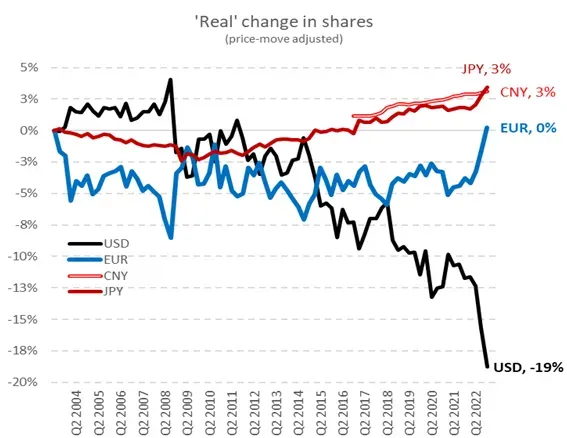 'Real' change in shares
(price-move adjusted)
5%
3%
0%
-3%
-5%
-8%
-10%
-13%
-15%
-18%
-20%
JPY, 3%
CNY, 3%
EUR, 0%
USD, -19%
USD
EUR
CNY
JPY
Q2 2004
Q2 2006
Q2 2007
Q2 2008
Q2 2009
Q2 2010
Q2 2011
Q2 2012
Q2 2013
Q2 2014
Q2 2015
Q2 2016
Q2 2017
Q2 2018
Q2 2019
Q2 2020
Q2 2021
Q2 2022